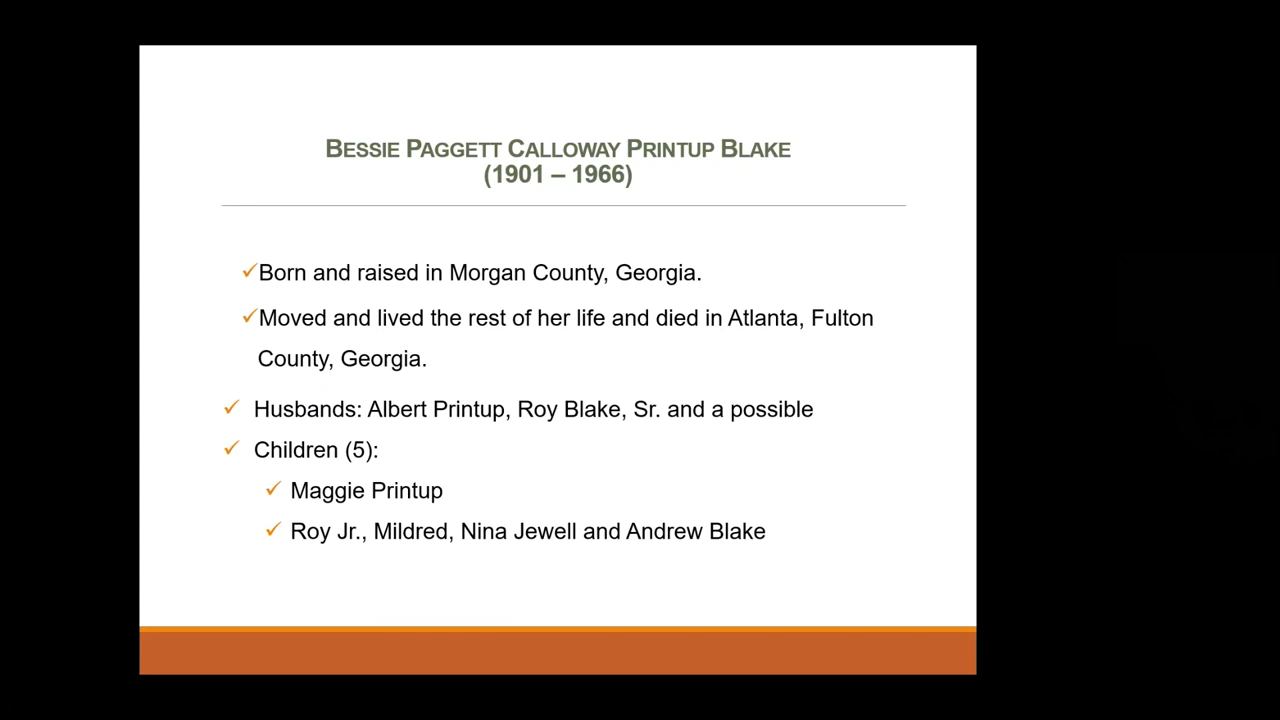 BESSIE PAGGETT CALLOWAY PRINTUP BLAKE
(1901 – 1966)
✓Born and raised in Morgan County, Georgia.
✓Moved and lived the rest of her life and died in Atlanta, Fulton
County, Georgia.
✓ Husbands: Albert Printup, Roy Blake, Sr. and a possible
✓ Children (5):
✓ Maggie Printup
✓ Roy Jr., Mildred, Nina Jewell and Andrew Blake